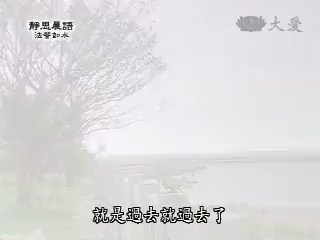 靜思晨語
法譬如水
大愛
就是過去就過去了